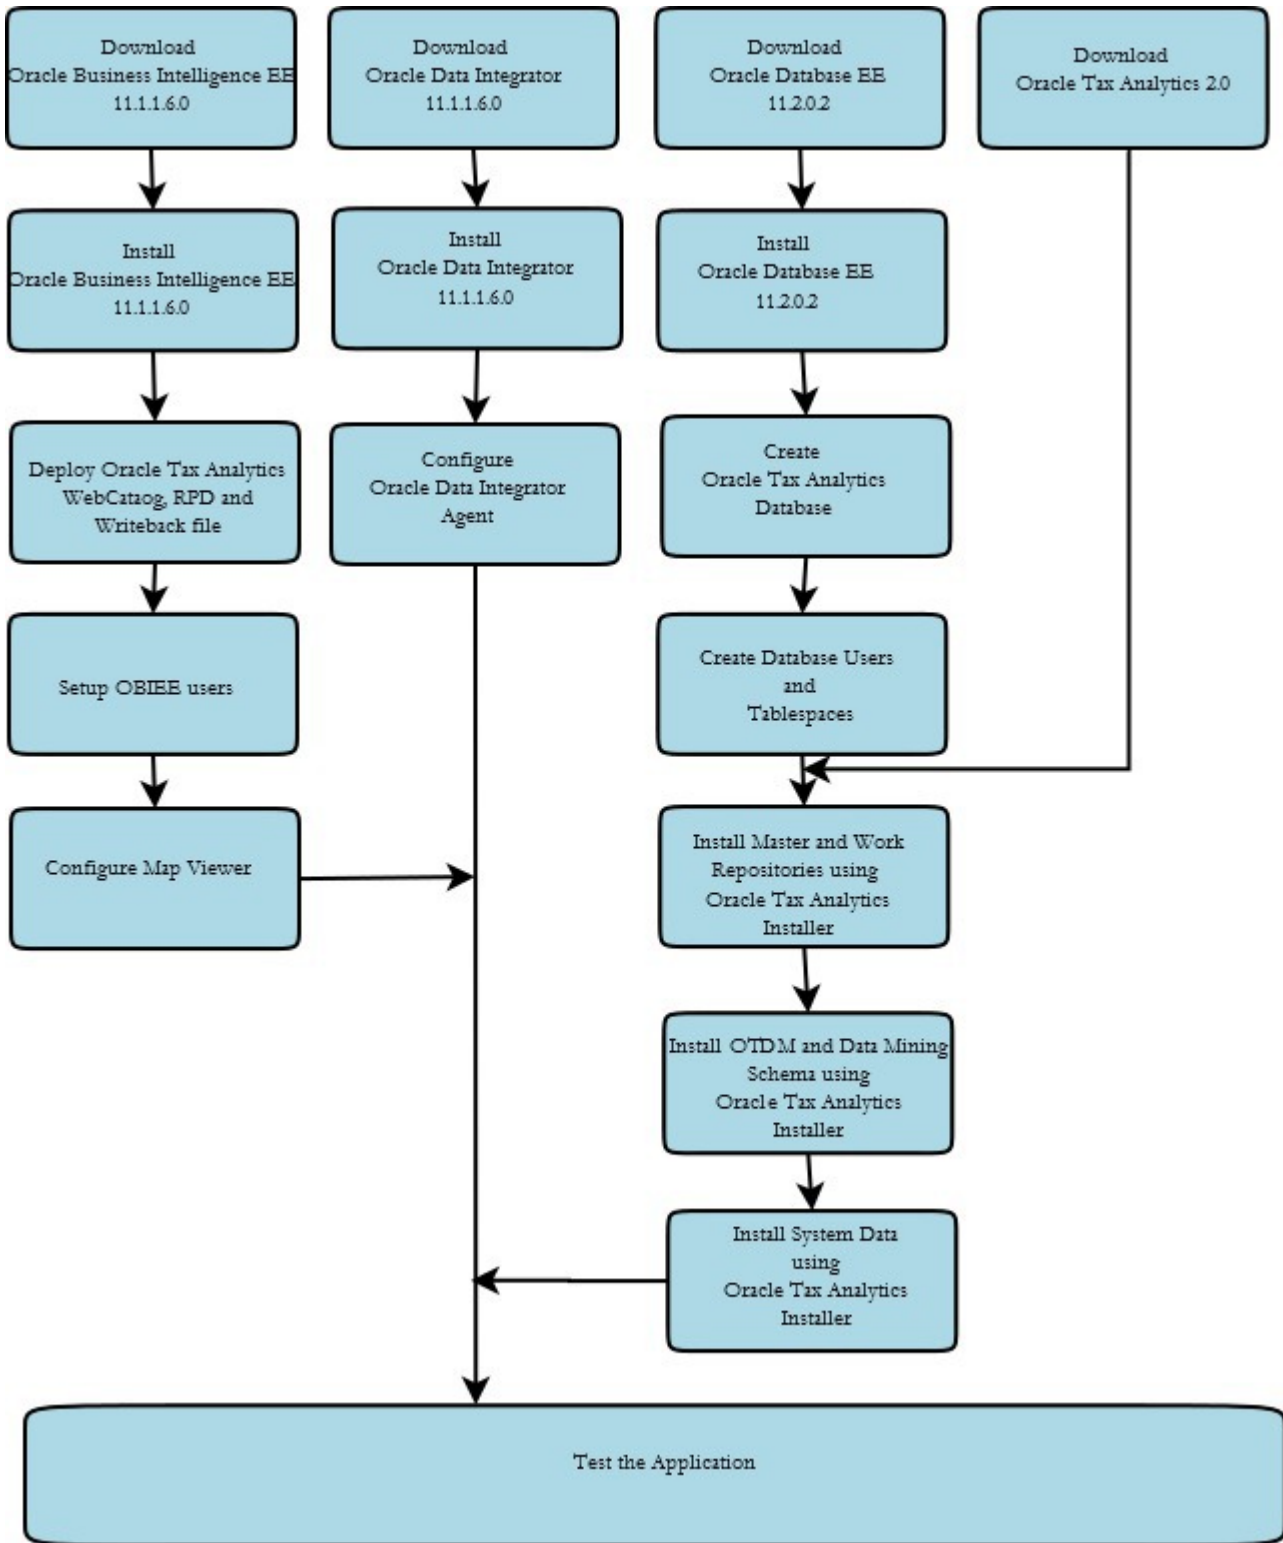 Download
Oracle Business Intelligence EE
11.1.1.6.0
Download
Oracle Data Integrator
11.1.1.6.0
Download
Oracle Database EE
11.2.0.2
Download
Oracle Tax Analytics 2.0
Install
Oracle Business Intelligence EE
11.1.1.6.0
Install
Oracle Data Integrator
11.1.1.6.0
Install
Oracle Database EE
11.2.0.2
Deploy Oracle Tax Analytics
WebCataog, RPD and
Writeback file
Configure
Oracle Data Integrator
Agent
Create
Oracle Tax Analytics
Database
Setup OBIEE users
Create Database Users
and
Tablespaces
Configure Map Viewer
Install Master and Work
Repositories using
Oracle Tax Analytics
Installer
Install OTDM and Data Mining
Schema using
Oracle Tax Analytics
Installer
Install System Data
using
Oracle Tax Analytics
Installer
Test the Application